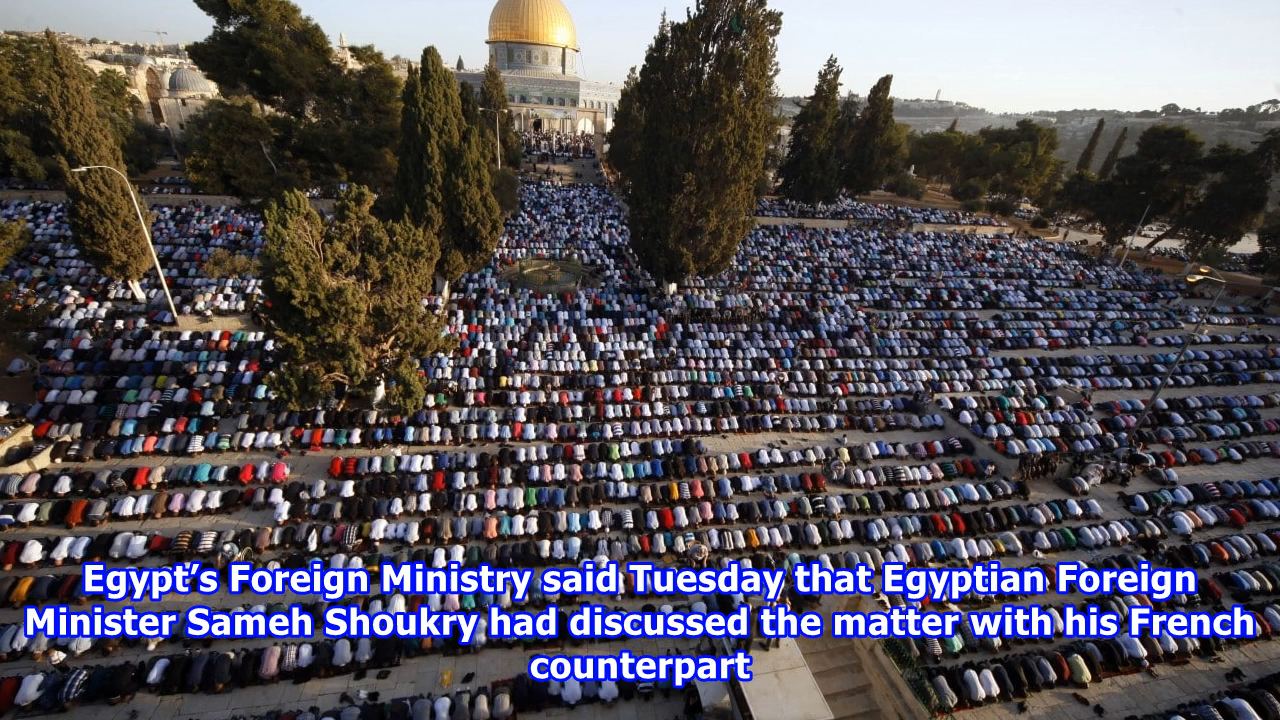 Egypt’s Foreign Ministry said Tuesday that Egyptian Foreign
Minister Sameh Shoukry had discussed the matter with his French
counterpart